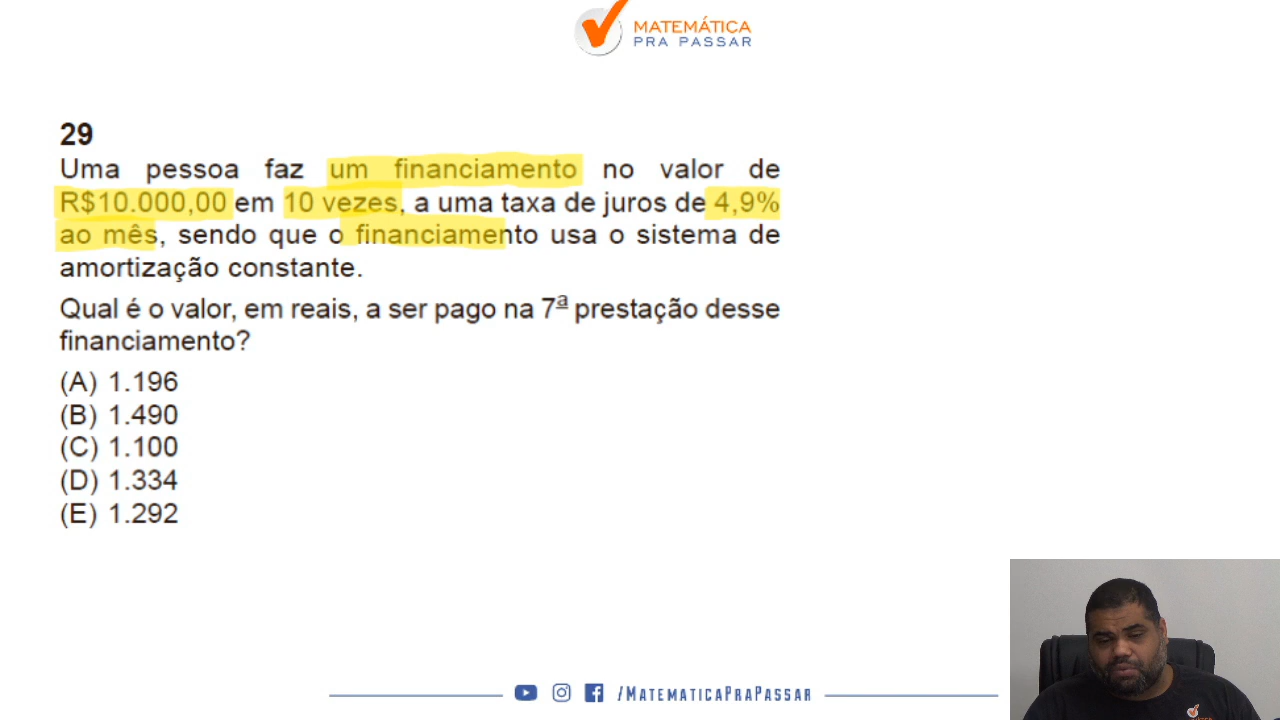 MATEMÁTICA
PRA PASSAR
29
Uma pessoa faz um financiamento no valor de
R$10.000,00 em 10 vezes, a uma taxa de juros de 4,9%
ao mês, sendo que o financiamento usa o sistema de
amortização constante.
Qual é o valor, em reais, a ser pago na 7ª prestação desse
financiamento?
(A) 1.196
(B) 1.490
(C) 1.100
(D) 1.334
(E) 1.292
/MATEMATICAPRAPASSAR